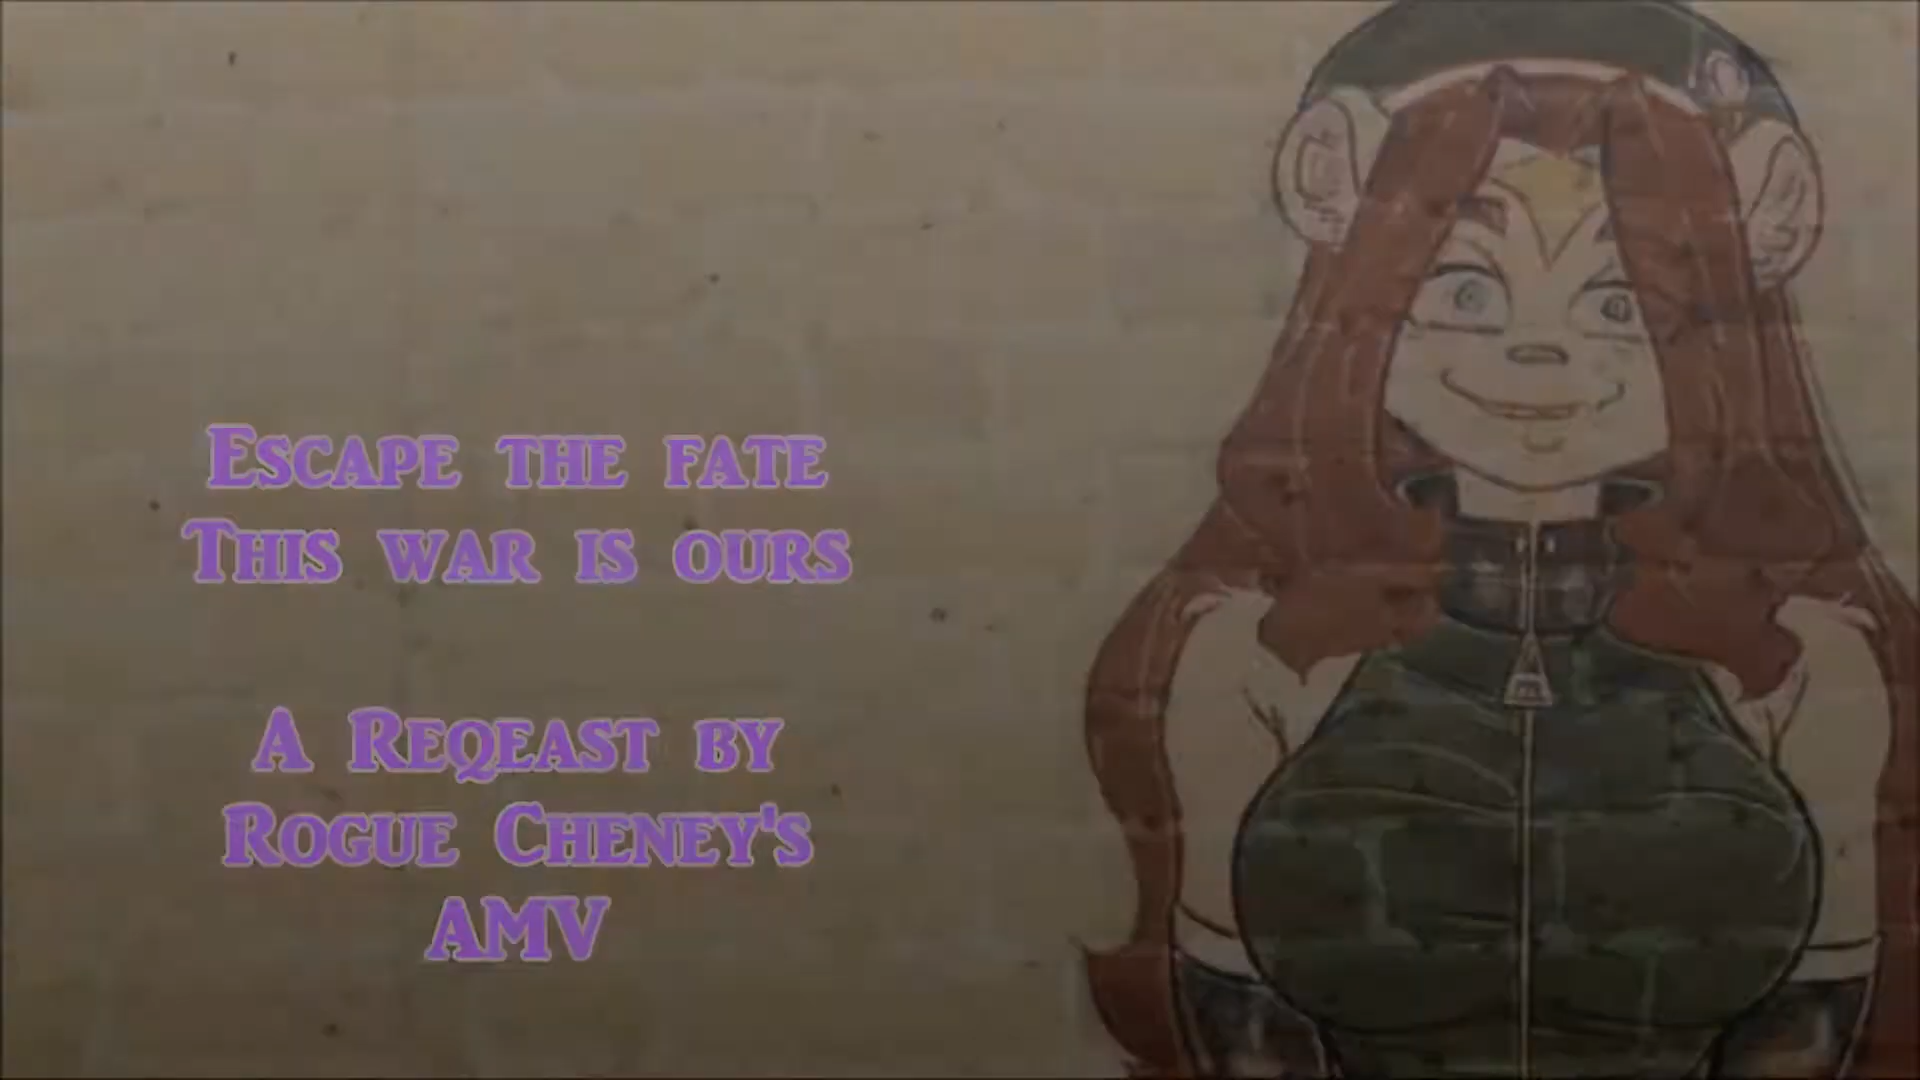 Escape the fate
This war is ours
A Reqeast by
Rogue Cheney's
AMV